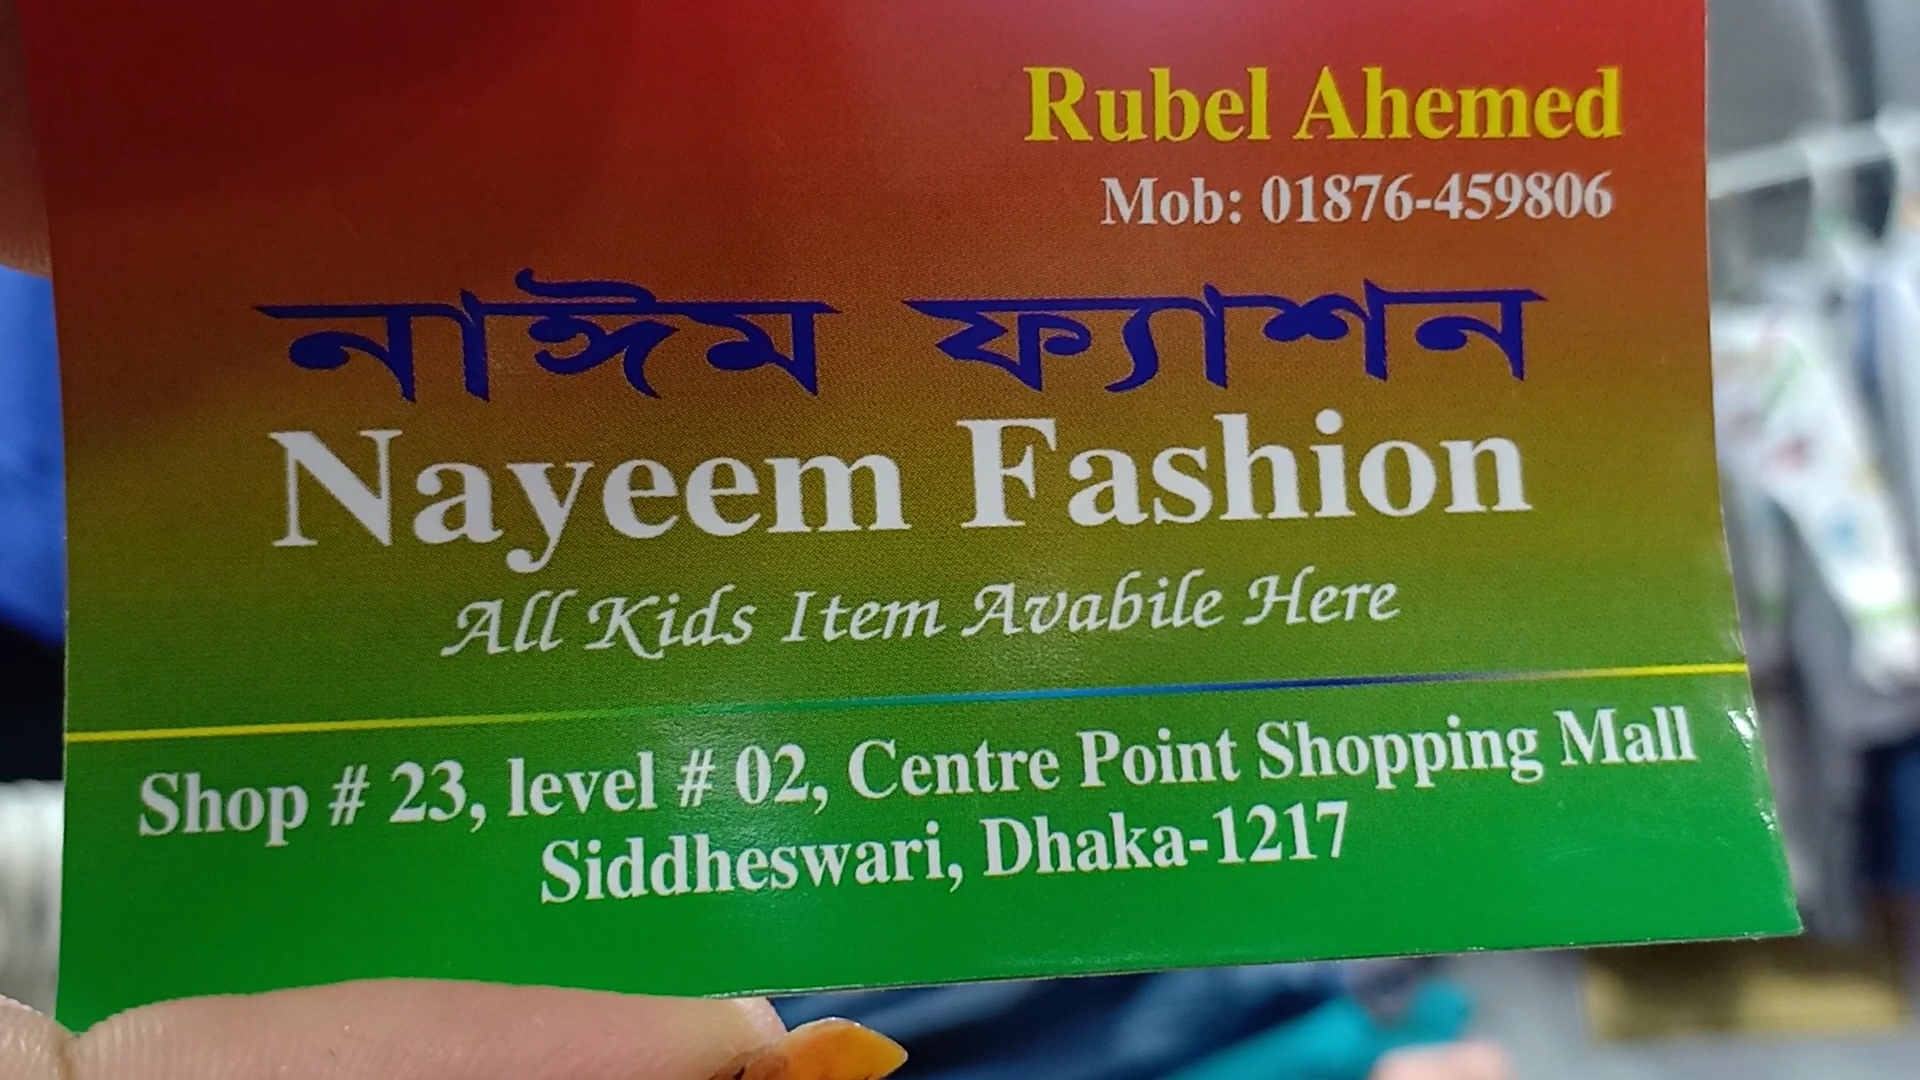 Rubel Ahemed
Mob: 01876-459806
নাঈম ফ্যাশন
Nayeem Fashion
All Kids Item Avabile Here
Shop # 23, level # 02, Centre Point Shopping Mall
Siddheswari, Dhaka-1217